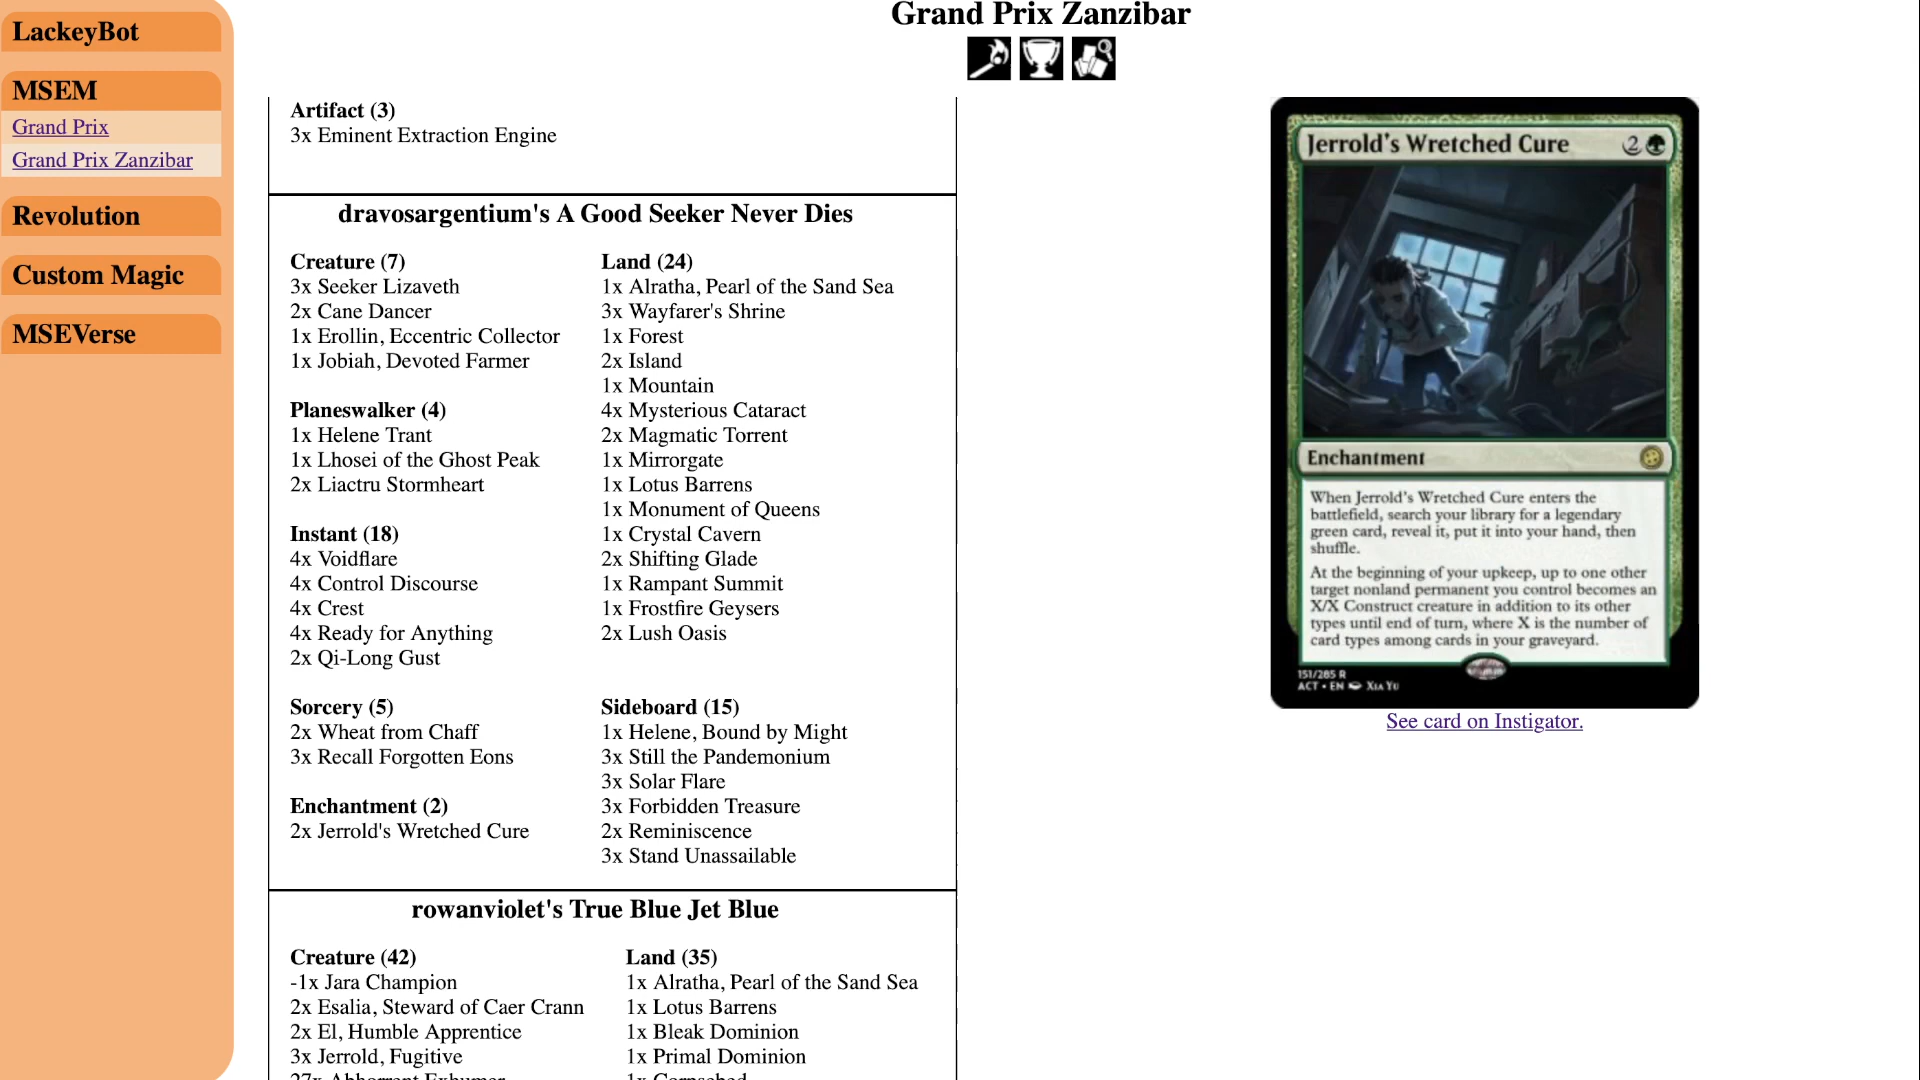 Grand Prix Zanzibar
LackeyBot
MSEM
Grand Prix
Grand Prix Zanzibar
Revolution
Custom Magic
MSEVerse
Artifact (3)
3x Eminent Extraction Engine
dravosargentium's A Good Seeker Never Dies
Creature (7)
3x Seeker Lizaveth
2x Cane Dancer
1x Erollin, Eccentric Collector
1x Jobiah, Devoted Farmer
Planeswalker (4)
1x Helene Trant
1x Lhosei of the Ghost Peak
2x Liactru Stormheart
Instant (18)
4x Voidflare
4x Control Discourse
4x Crest
4x Ready for Anything
2x Qi-Long Gust
Sorcery (5)
2x Wheat from Chaff
3x Recall Forgotten Eons
Enchantment (2)
2x Jerrold's Wretched Cure
Land (24)
1x Alratha, Pearl of the Sand Sea
3x Wayfarer's Shrine
1x Forest
2x Island
1x Mountain
4x Mysterious Cataract
2x Magmatic Torrent
1x Mirrorgate
1x Lotus Barrens
1x Monument of Queens
1x Crystal Cavern
2x Shifting Glade
1x Rampant Summit
1x Frostfire Geysers
2x Lush Oasis
Sideboard (15)
1x Helene, Bound by Might
3x Still the Pandemonium
3x Solar Flare
3x Forbidden Treasure
2x Reminiscence
3x Stand Unassailable
rowanviolet's True Blue Jet Blue
Creature (42)
-1x Jara Champion
2x Esalia, Steward of Caer Crann
2x El, Humble Apprentice
3x Jerrold, Fugitive
27x Abhorrent Exhumer
Land (35)
1x Alratha, Pearl of the Sand Sea
1x Lotus Barrens
1x Bleak Dominion
1x Primal Dominion
Jerrold's Wretched Cure 2
Enchantment
When Jerrold's Wretched Cure enters the
battlefield, search your library for a legendary
green card, reveal it, put it into your hand, then
shuffle.
At the beginning of your upkeep, up to one other
target nonland permanent you control becomes an
X/X Construct creature in addition to its other
types until end of turn, where X is the number of
card types among cards in your graveyard.
151/285 R
ACT • EN Xia Yu
See card on Instigator.